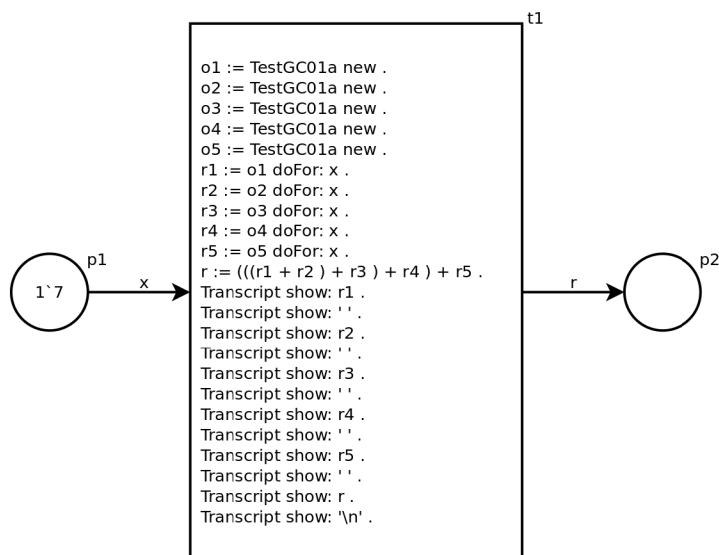 t1
o1 := TestGC01a new .
o2 := TestGC01a new .
o3 := TestGC01a new .
o4 := TestGC01a new .
o5 := TestGC01a new .
r1 := o1 doFor: x .
r2 := o2 doFor: x .
r3 := o3 doFor: x .
r4 := o4 doFor: x .
r5 := o5 doFor: x .
r := (((r1 + r2 ) + r3 ) + r4 ) + r5 .
Transcript show: r1 .
Transcript show: ' ' .
Transcript show: r2 .
Transcript show: ' ' .
Transcript show: r3 .
Transcript show: ' ' .
Transcript show: r4 .
Transcript show: ' ' .
Transcript show: r5 .
Transcript show: ' ' .
Transcript show: r .
Transcript show: '\n' .
p1
1`7
x
r
p2